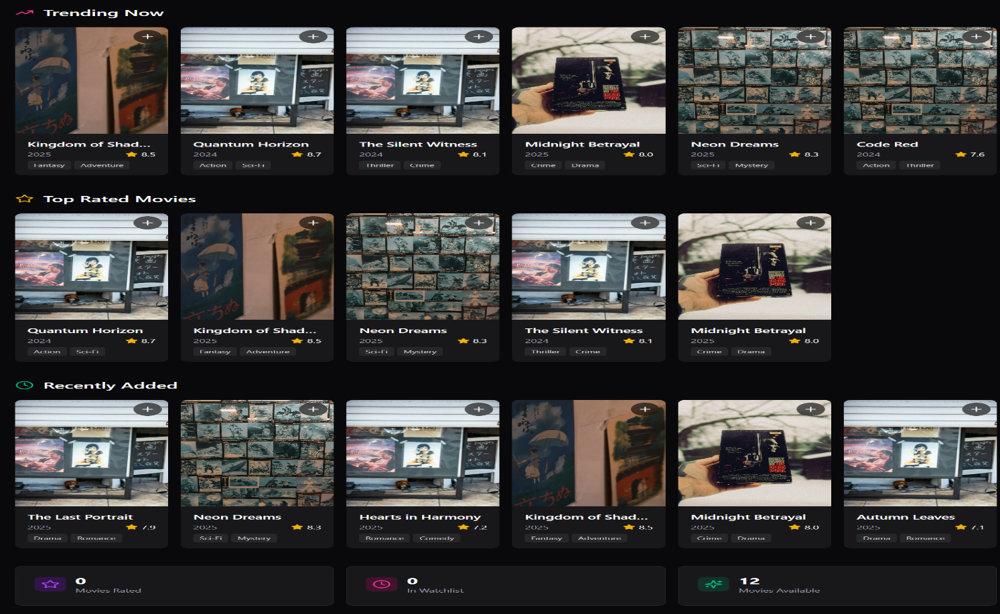 Trending Now
Kingdom of Shad...
2025 8.5
Fantasy Adventure
Quantum Horizon
2024 8.7
Action Sci-Fi
The Silent Witness
2024 8.1
Thriller Crime
Midnight Betrayal
2025 8.0
Crime Drama
Neon Dreams
2025 8.3
Sci-Fi Mystery
Code Red
2024 7.6
Action Thriller
Top Rated Movies
Quantum Horizon
2024 8.7
Action Sci-Fi
Kingdom of Shad...
2025 8.5
Fantasy Adventure
Neon Dreams
2025 8.3
Sci-Fi Mystery
The Silent Witness
2024 8.1
Thriller Crime
Midnight Betrayal
2025 8.0
Crime Drama
Recently Added
The Last Portrait
2025 7.9
Drama Romance
Neon Dreams
2025 8.3
Sci-Fi Mystery
Hearts in Harmony
2025 7.2
Romance Comedy
Kingdom of Shad...
2025 8.5
Fantasy Adventure
Midnight Betrayal
2025 8.0
Crime Drama
Autumn Leaves
2025 7.1
Drama Romance
0
Movies Rated
0
In Watchlist
12
Movies Available